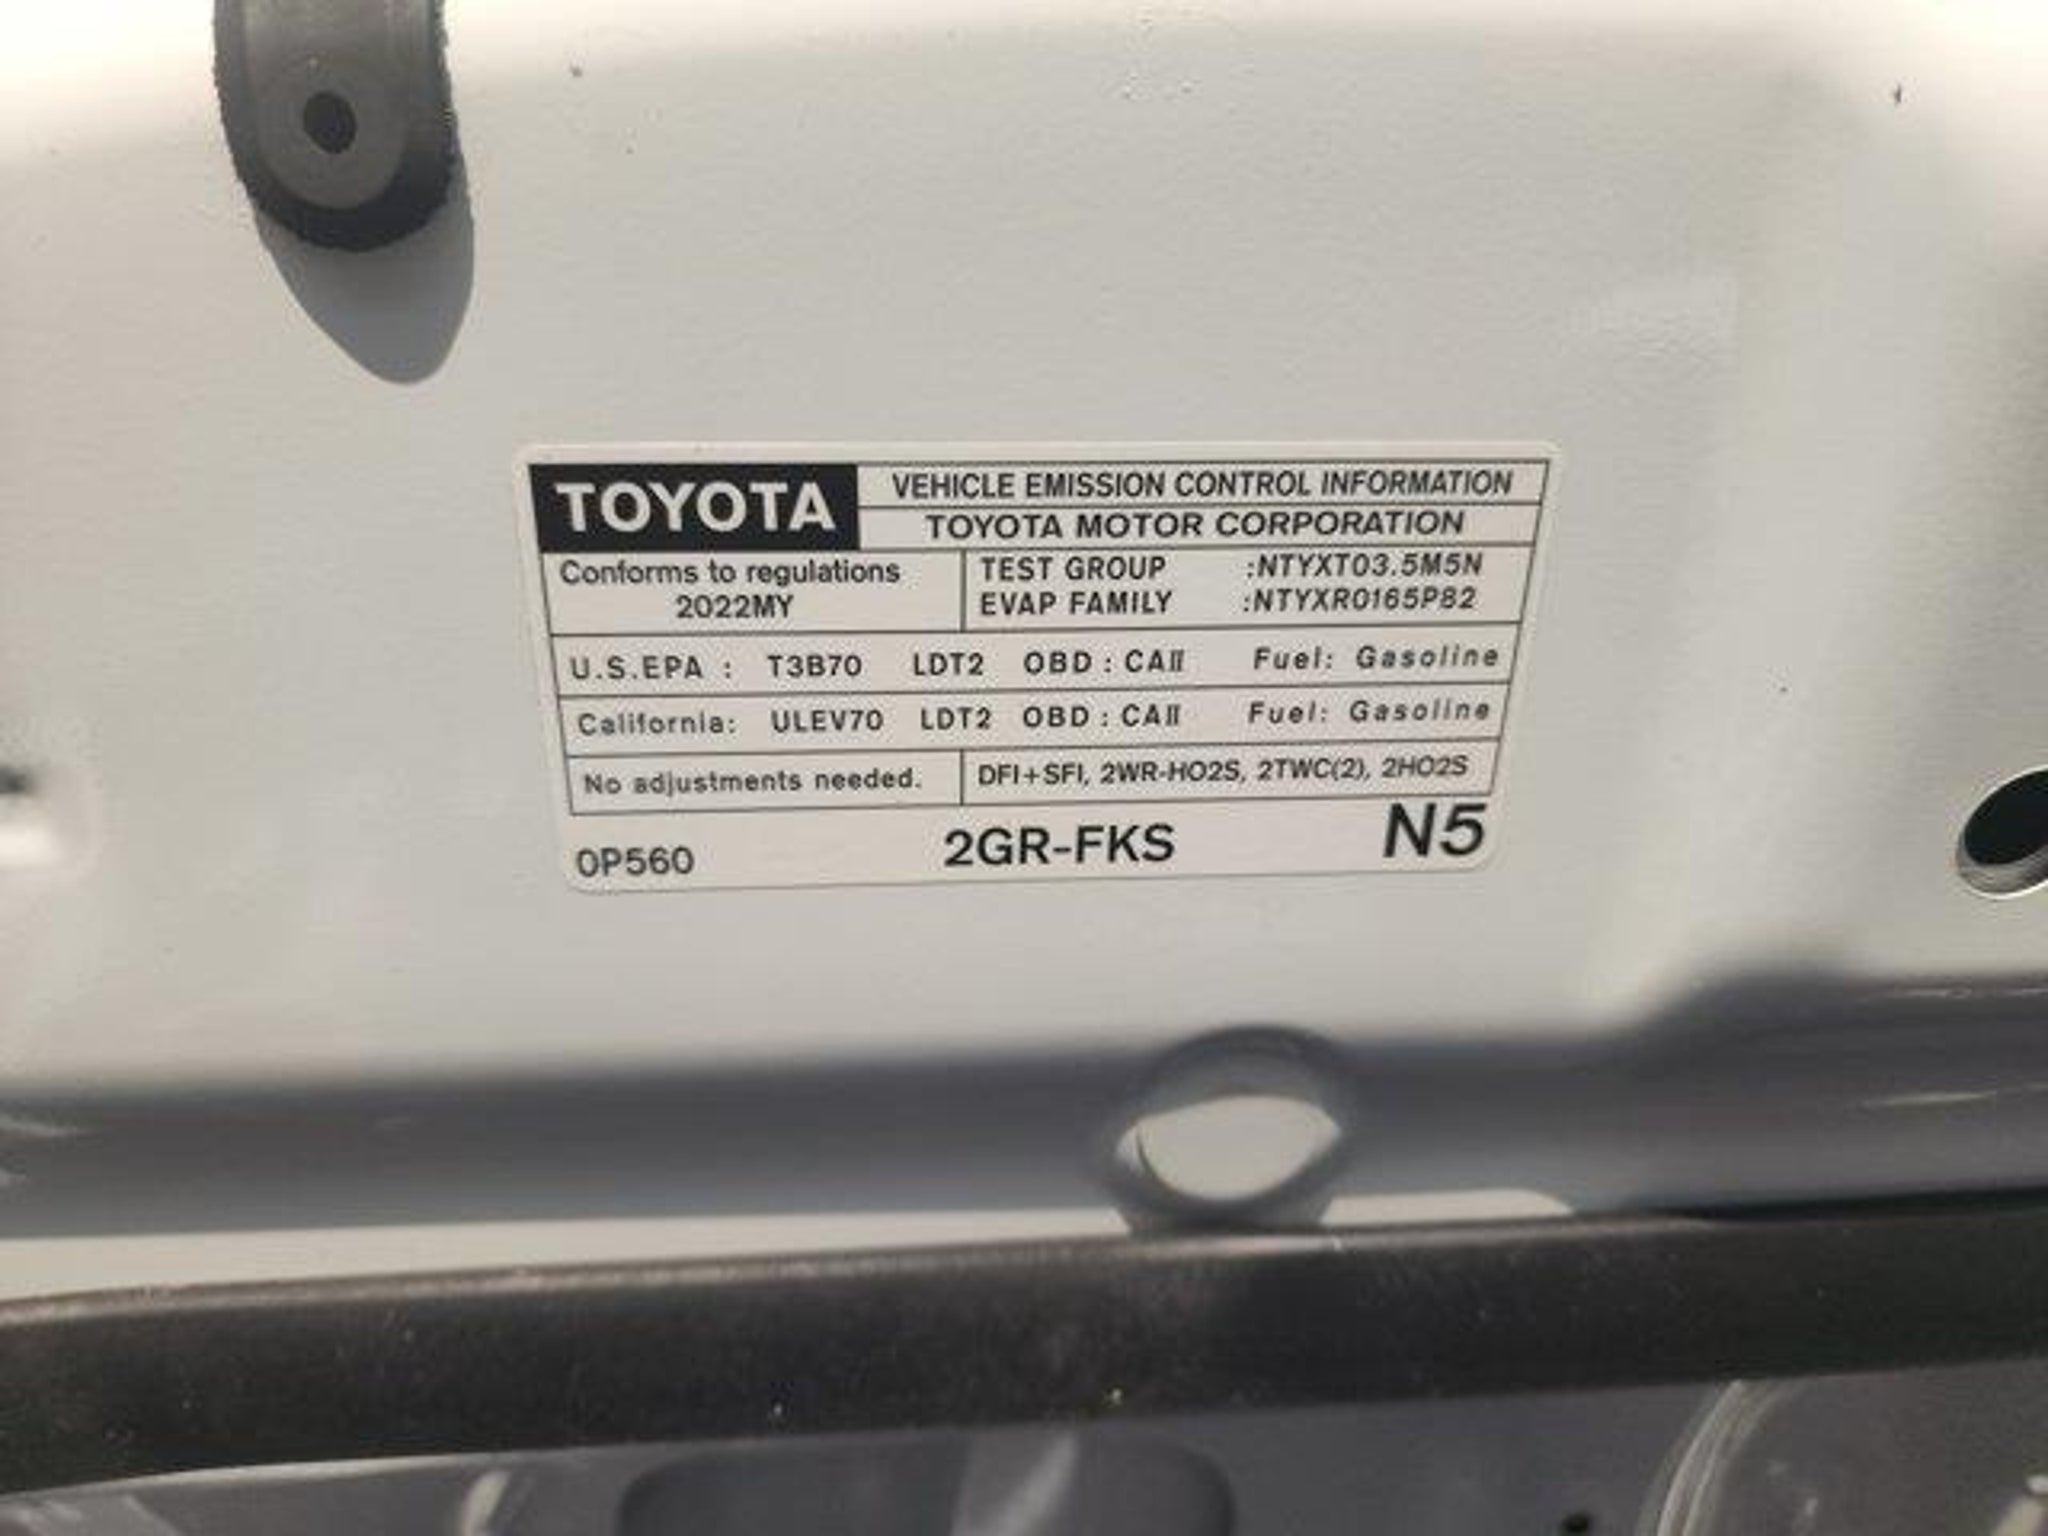 TOYOTA
VEHICLE EMISSION CONTROL INFORMATION
TOYOTA MOTOR CORPORATION
Conforms to regulations
2022MY
TEST GROUP :NTYXT03.5M5N
EVAP FAMILY :NTYXR0165P82
U.S.EPA : T3B70 LDT2 OBD : CAII Fuel: Gasoline
California: ULEV70 LDT2 OBD : CAII Fuel: Gasoline
No adjustments needed.
DFI+SFI, 2WR-HO2S, 2TWC(2), 2HO2S
0P560 2GR-FKS N5